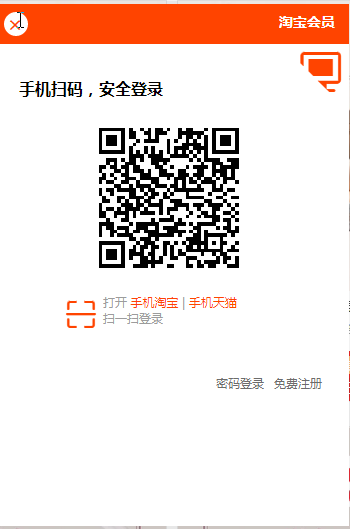 淘宝会员
手机扫码，安全登录
打开 手机淘宝 | 手机天猫
扫一扫登录
密码登录 免费注册